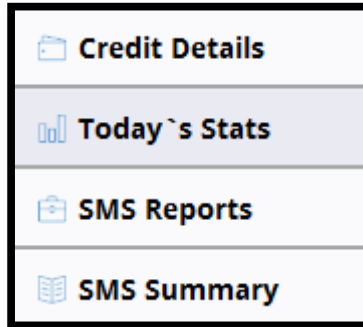 Credit Details
Today`s Stats
SMS Reports
SMS Summary